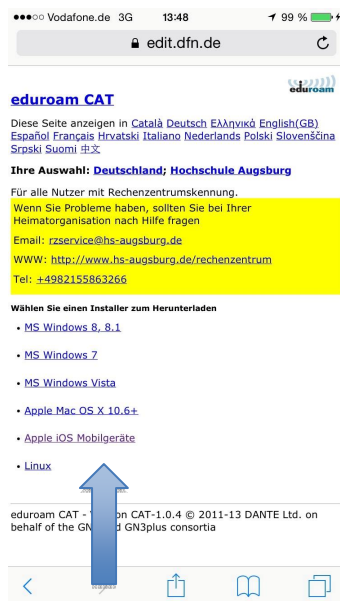 Vodafone.de 3G 13:48 99 %
edit.dfn.de
eduroam
eduroam CAT
Diese Seite anzeigen in Català Deutsch Ελληνικά English(GB)
Español Français Hrvatski Italiano Nederlands Polski Slovenščina
Srpski Suomi 中文
Ihre Auswahl: Deutschland; Hochschule Augsburg
Für alle Nutzer mit Rechenzentrumskennung.
Wenn Sie Probleme haben, sollten Sie bei Ihrer
Heimatorganisation nach Hilfe fragen
Email: rzservice@hs-augsburg.de
WWW: http://www.hs-augsburg.de/rechenzentrum
Tel: +4982155863266
Wählen Sie einen Installer zum Herunterladen
• MS Windows 8, 8.1
• MS Windows 7
• MS Windows Vista
• Apple Mac OS X 10.6+
• Apple iOS Mobilgeräte
• Linux
eduroam CAT - CAT-1.0.4 © 2011-13 DANTE Ltd. on
behalf of the GN3plus consortia